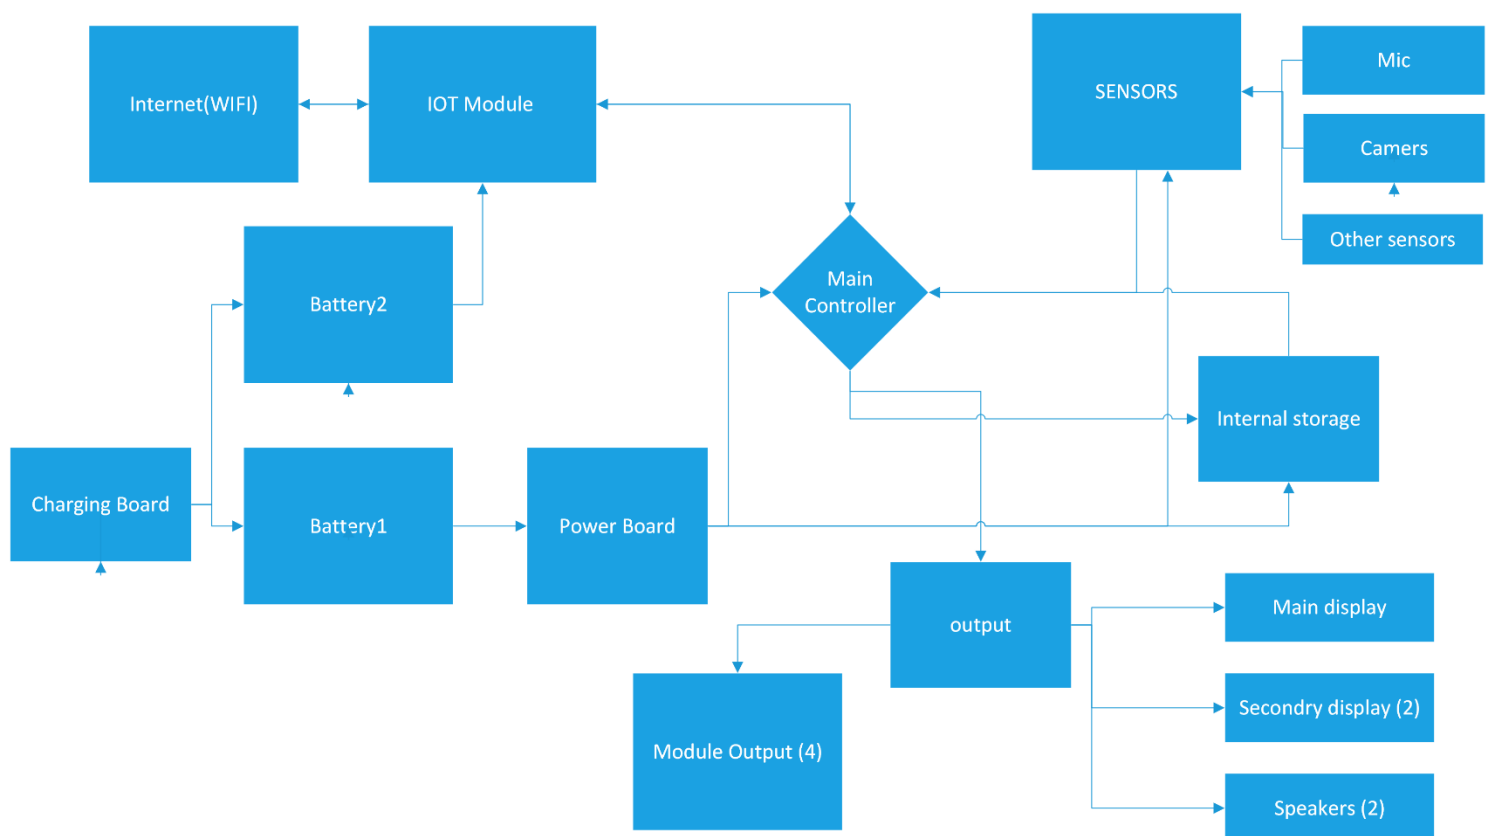 Internet(WIFI)
IOT Module
SENSORS
Mic
Camers
Other sensors
Battery2
Main
Controller
Internal storage
Charging Board
Battery1
Power Board
output
Main display
Secondry display (2)
Module Output (4)
Speakers (2)